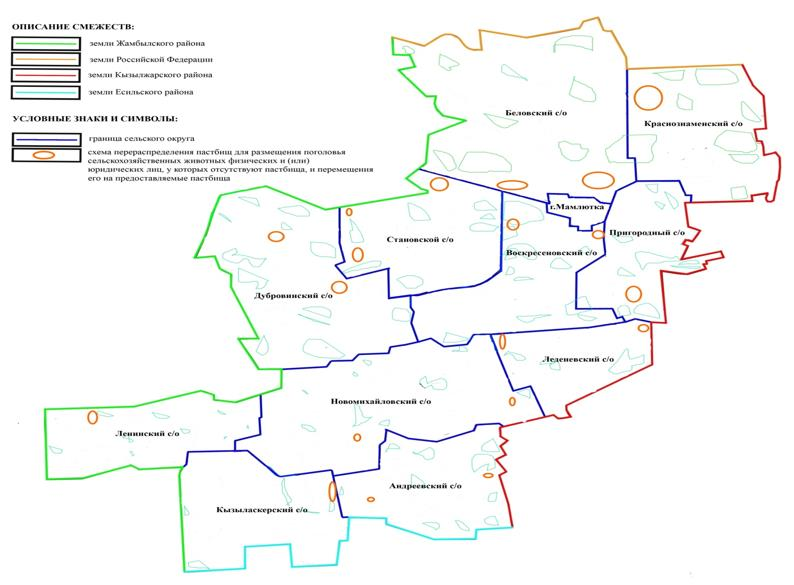 ОПИСАНИЕ СМЕЖЕСТВ:
земли Жамбылского района
земли Российской Федерации
земли Кызылжарского района
земли Есильского района
УСЛОВНЫЕ ЗНАКИ И СИМВОЛЫ:
граница сельского округа
схема перераспределения пастбищ для размещения поголовья
сельскохозяйственных животных физических и (или)
юридических лиц, у которых отсутствуют пастбища, и перемещения
его на предоставляемые пастбища
Беловский с/о
Краснознаменский с/о
г.Мамлютка
Становской с/о
Пригородный с/о
Воскресеновский с/о
Дубровинский с/о
Леденевский с/о
Новомихайловский с/о
Ленинский с/о
Андреевский с/о
Кызыласкерский с/о